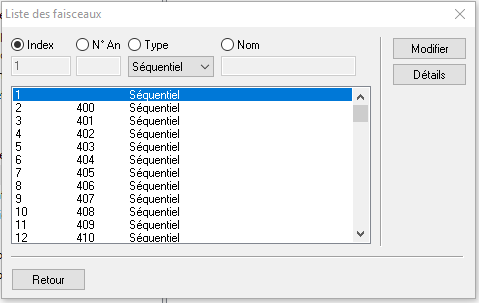 Liste des faisceaux
Index N° An Type Nom
1 Séquentiel
Modifier
Détails
1 Séquentiel
2 400 Séquentiel
3 401 Séquentiel
4 402 Séquentiel
5 403 Séquentiel
6 404 Séquentiel
7 405 Séquentiel
8 406 Séquentiel
9 407 Séquentiel
10 408 Séquentiel
11 409 Séquentiel
12 410 Séquentiel
Retour